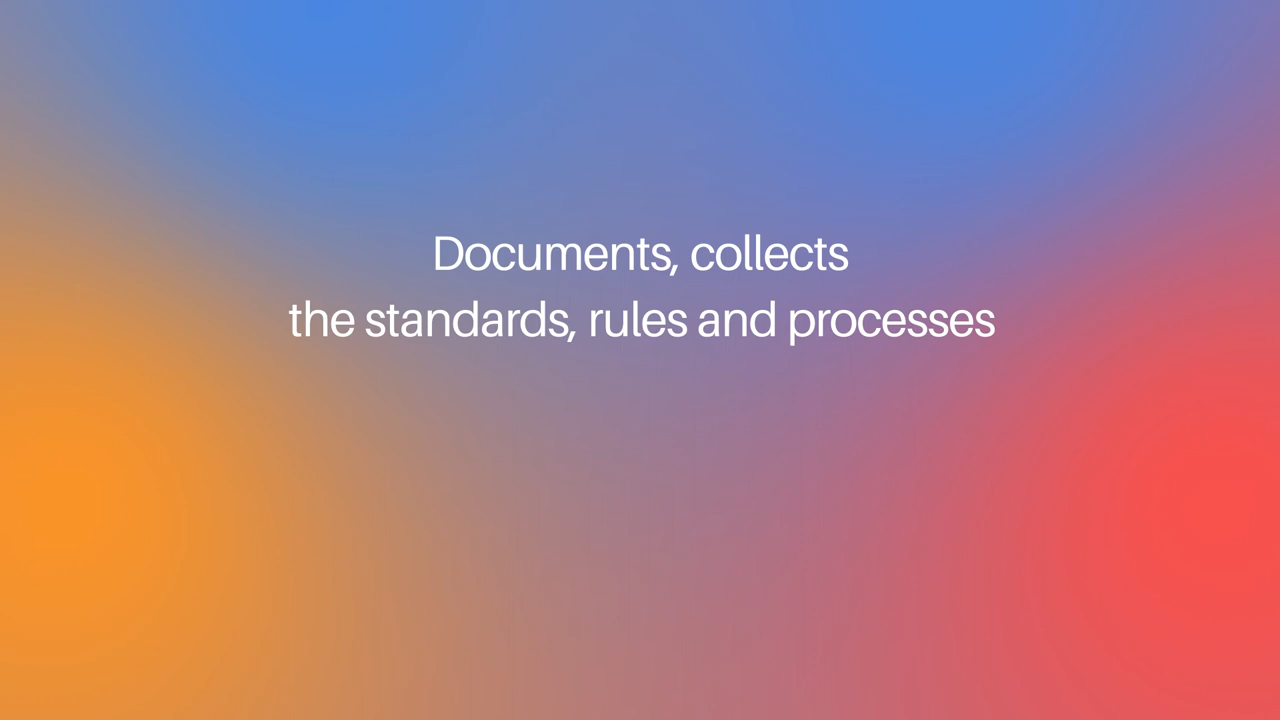 Documents, collects
the standards, rules and processes